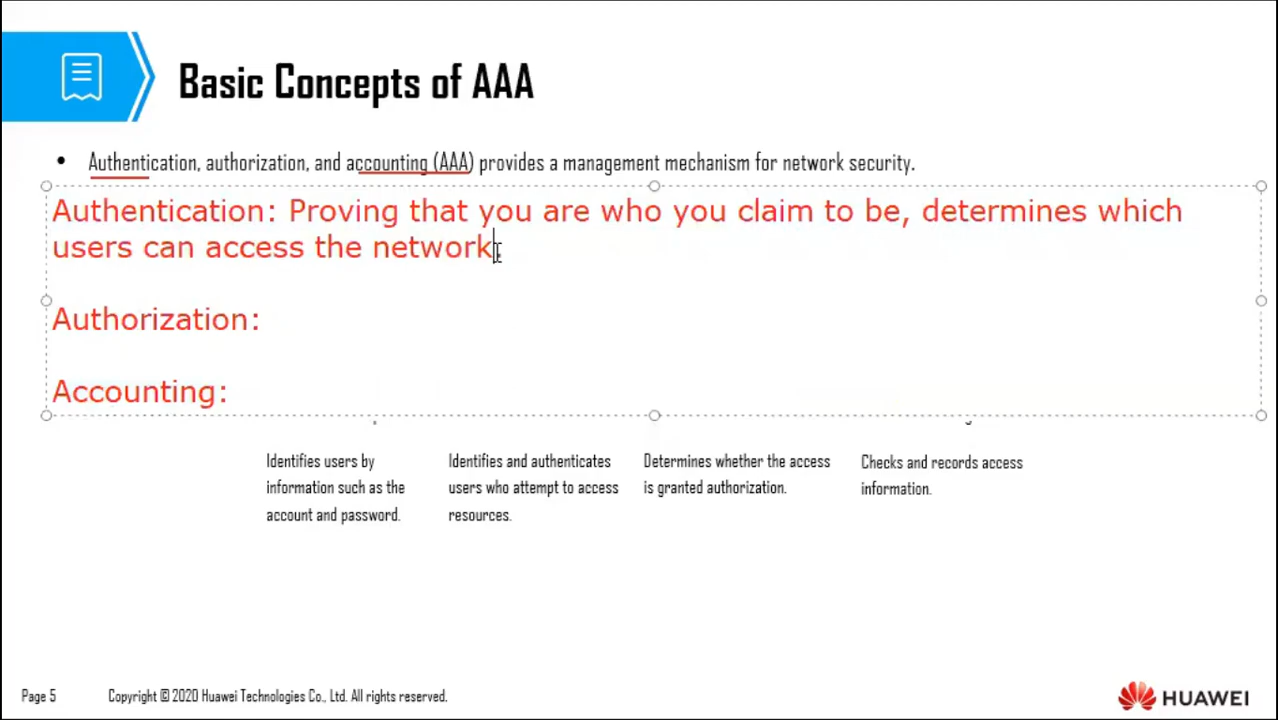 Basic Concepts of AAA
• Authentication, authorization, and accounting (AAA) provides a management mechanism for network security.
Authentication: Proving that you are who you claim to be, determines which
users can access the network.
Authorization:
Accounting:
Identifies users by
information such as the
account and password.
Identifies and authenticates
users who attempt to access
resources.
Determines whether the access
is granted authorization.
Checks and records access
information.
Page 5
Copyright © 2020 Huawei Technologies Co., Ltd. All rights reserved.
HUAWEI